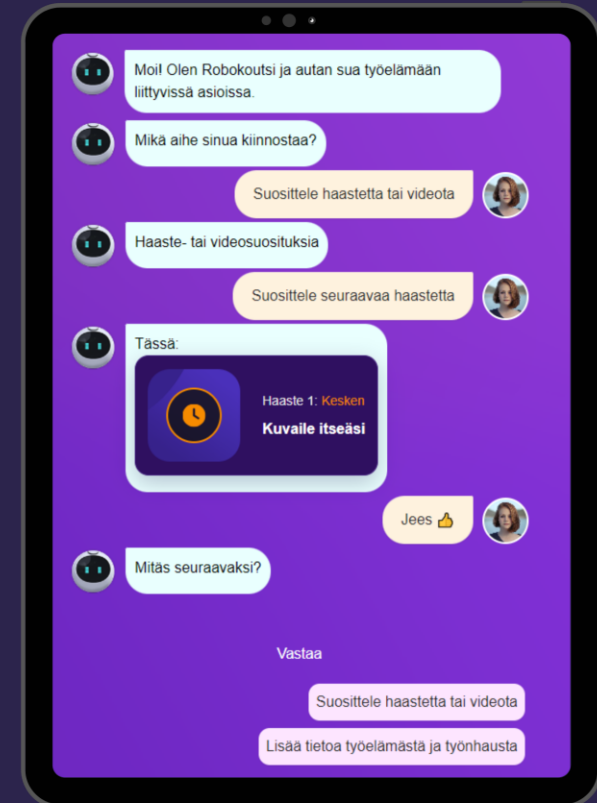 Moi! Olen Robokoutsi ja autan sua työelämään
liittyvissä asioissa.
Mikä aihe sinua kiinnostaa?
Suosittele haastetta tai videota
Haaste- tai videosuosituksia
Suosittele seuraavaa haastetta
Tässä:
Haaste 1: Kesken
Kuvaile itseäsi
Jees 👍
Mitäs seuraavaksi?
Vastaa
Suosittele haastetta tai videota
Lisää tietoa työelämästä ja työnhausta